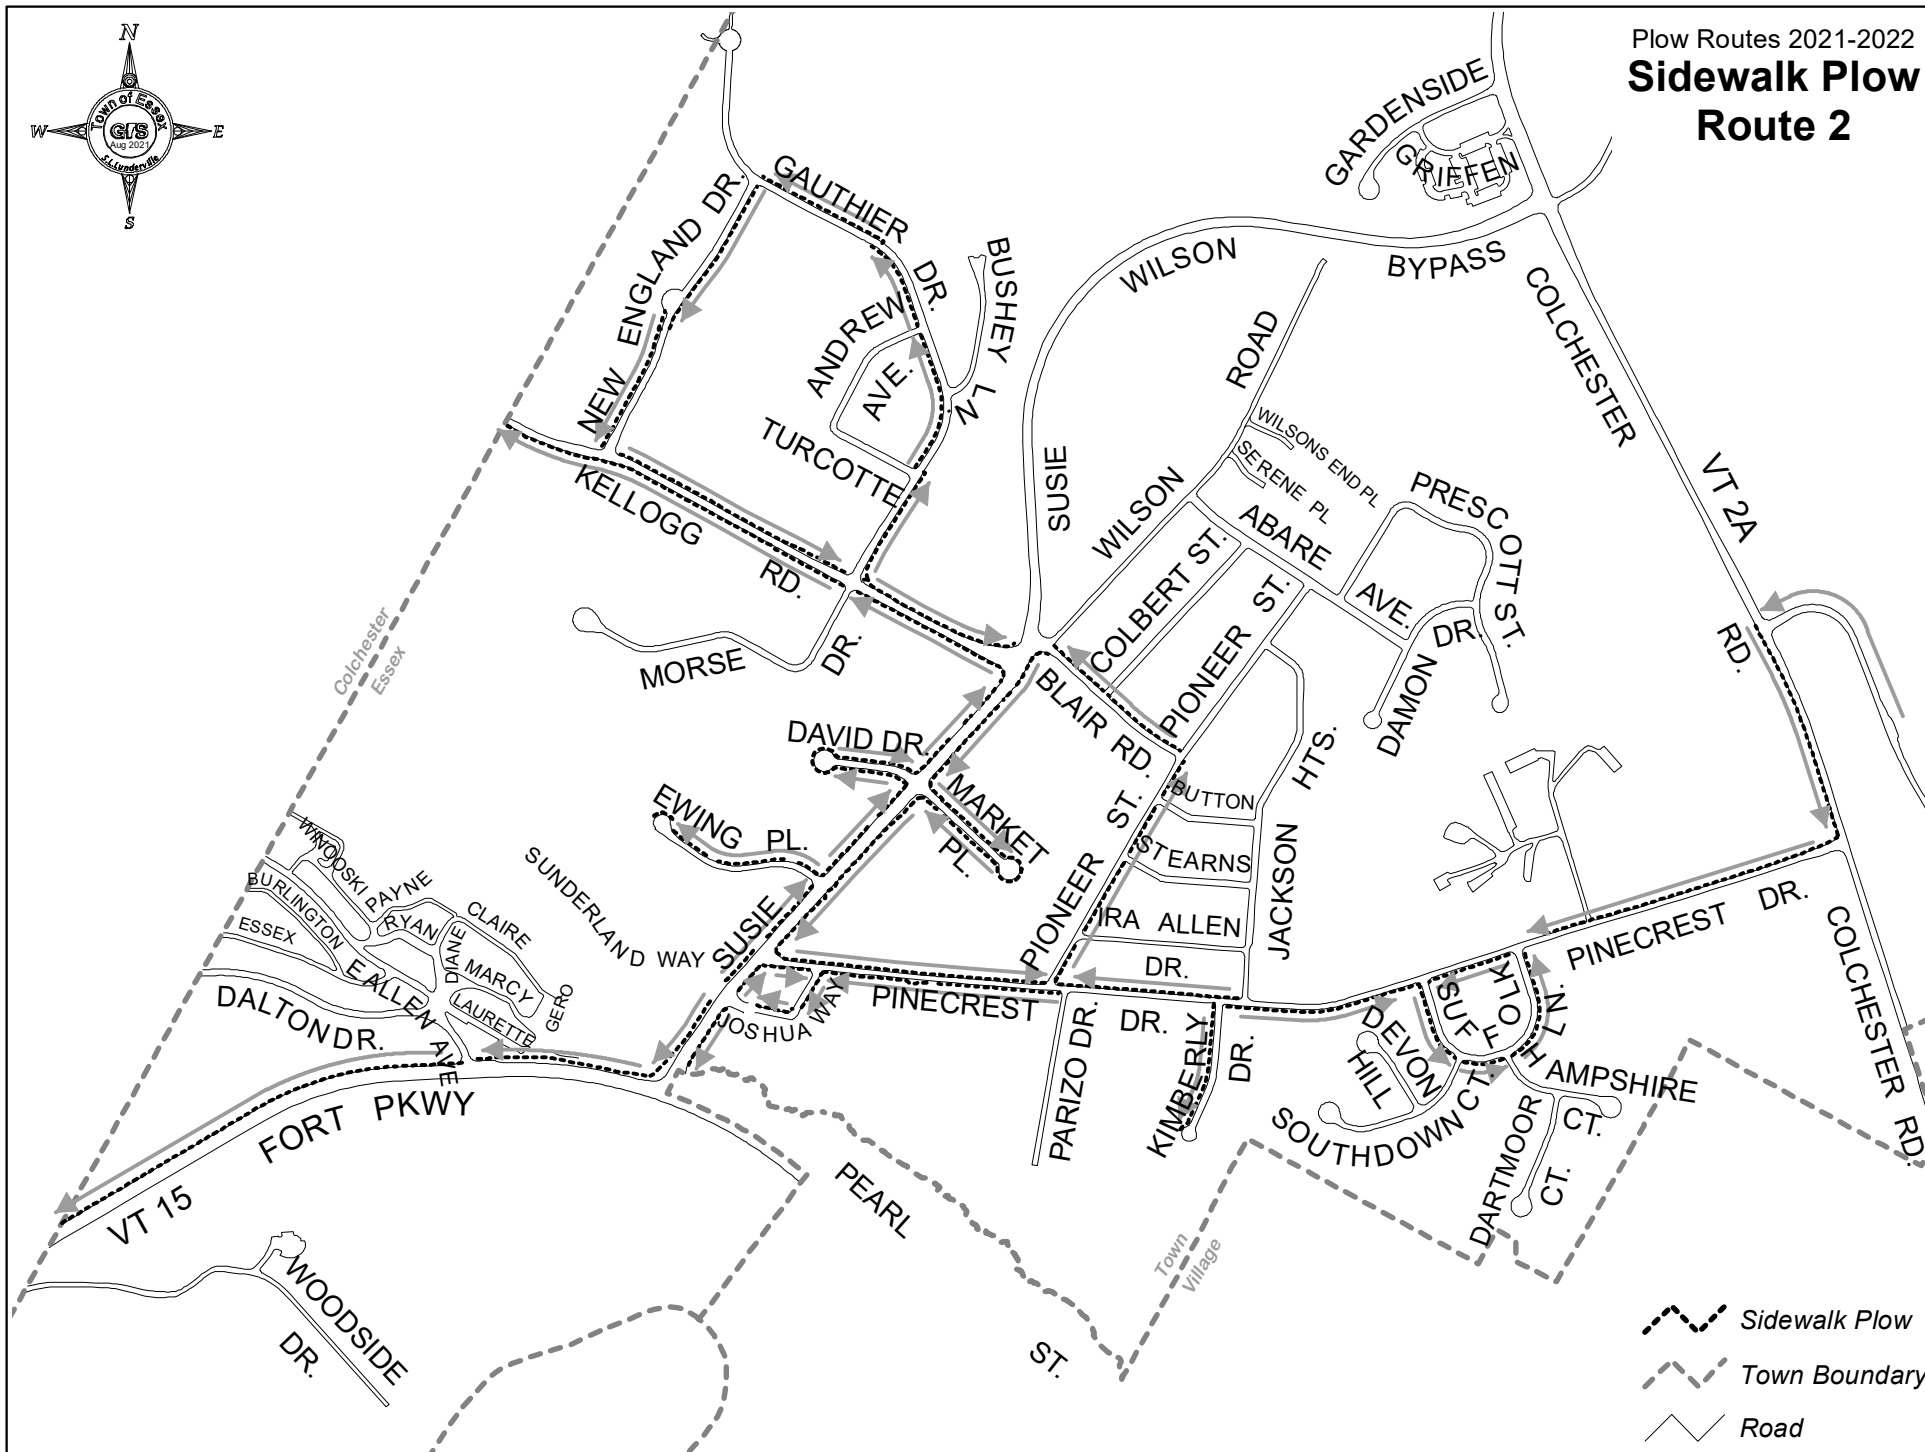 Plow Routes 2021-2022
Sidewalk Plow
Route 2
N
W
E
S
Town of Essex
GIS
Aug 2021
S.L.Lunderville
GARDENSIDE
GRIFFEN
GAUTHIER DR.
NEW ENGLAND DR.
BUSHEY LN
ANDREW AVE.
TURCOTTE
WILSON
SUSIE
BYPASS
COLCHESTER
RD.
VT 2A
WILSON ROAD
WILSONS END PL
SERENE PL
PRESCOTT ST.
ABARE AVE.
COLBERT ST.
PIONEER ST.
DAMON DR.
KELLOGG RD.
MORSE DR.
BLAIR RD.
HTS.
JACKSON
DAVID DR.
MARKET PL.
EWING PL.
BUTTON
STEARNS
IRA ALLEN
DR.
PIONEER ST.
Colchester
Essex
SUNDERLAND WAY
SUSIE
WINOOSKI
PAYNE
BURLINGTON
RYAN
CLAIRE
ESSEX
DIANE
MARCY
E ALLEN AVE
LAURETTE
GERO
DALTON DR.
JOSHUA WAY
PINECREST DR.
PINECREST DR.
PARIZO DR.
KIMBERLY DR.
SUFFOLK LN.
DEVON
HILL
SOUTHDOWN CT.
HAMPSHIRE CT.
DARTMOOR CT.
COLCHESTER RD.
FORT PKWY
VT 15
PEARL ST.
Town
Village
WOODSIDE DR.
Sidewalk Plow
Town Boundary
Road